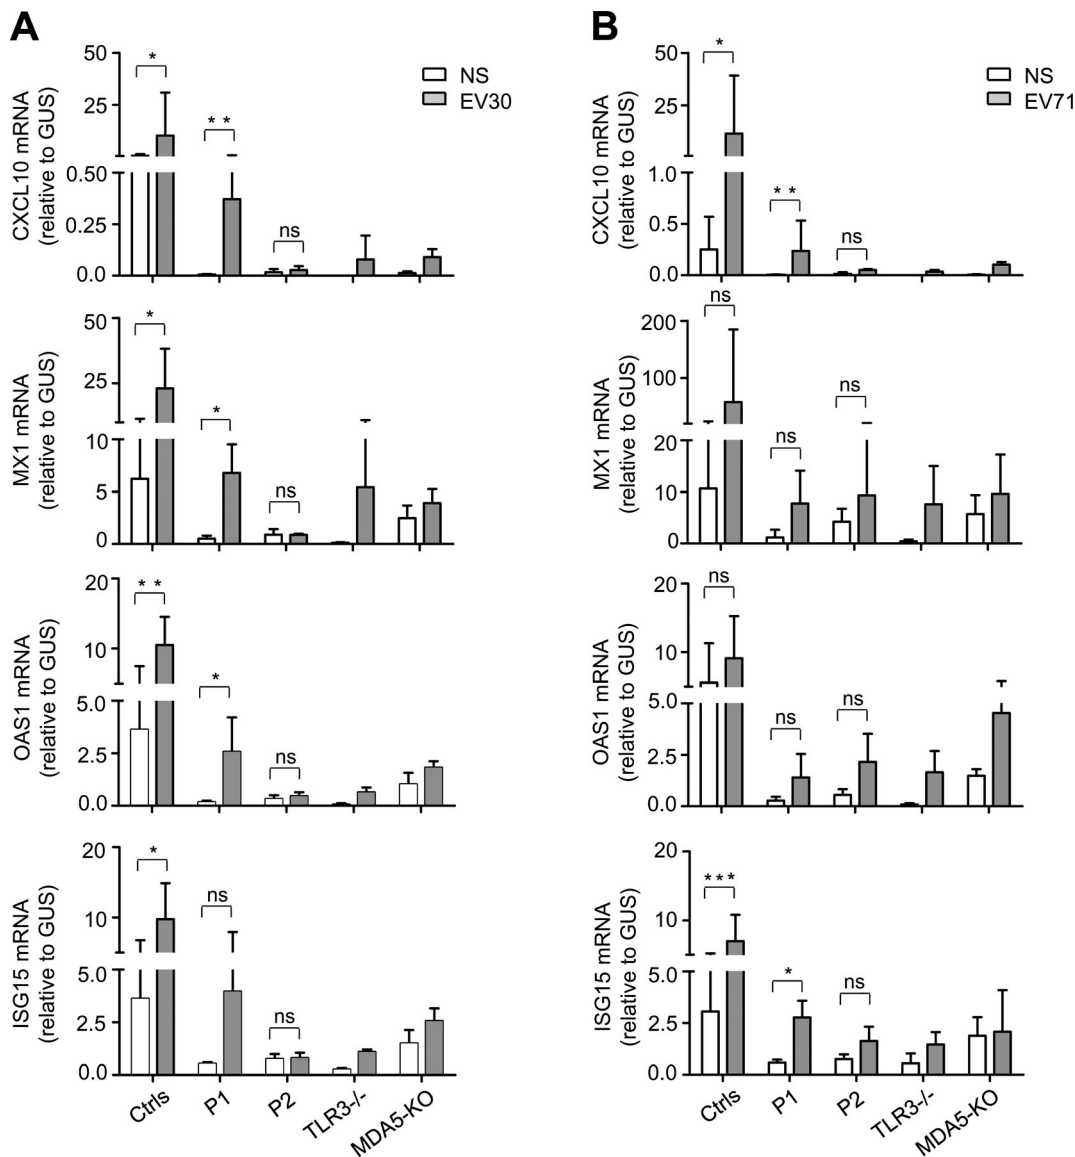 A
CXCL10 mRNA
(relative to GUS)
50
25
0.50
0.25
0.0
*
* *
ns
NS
EV30
MX1 mRNA
(relative to GUS)
50
25
10
5
0
*
*
ns
OAS1 mRNA
(relative to GUS)
20
10
5.0
2.5
0.0
* *
*
ns
ISG15 mRNA
(relative to GUS)
20
10
5.0
2.5
0.0
*
ns
ns
Ctrls
P1
P2
TLR3-/-
MDA5-KO
B
CXCL10 mRNA
(relative to GUS)
50
25
1.0
0.5
0.0
*
* *
ns
NS
EV71
MX1 mRNA
(relative to GUS)
200
100
20
10
0
ns
ns
ns
OAS1 mRNA
(relative to GUS)
20
10
5.0
2.5
0.0
ns
ns
ns
ISG15 mRNA
(relative to GUS)
20
10
5.0
2.5
0.0
***
*
ns
Ctrls
P1
P2
TLR3-/-
MDA5-KO